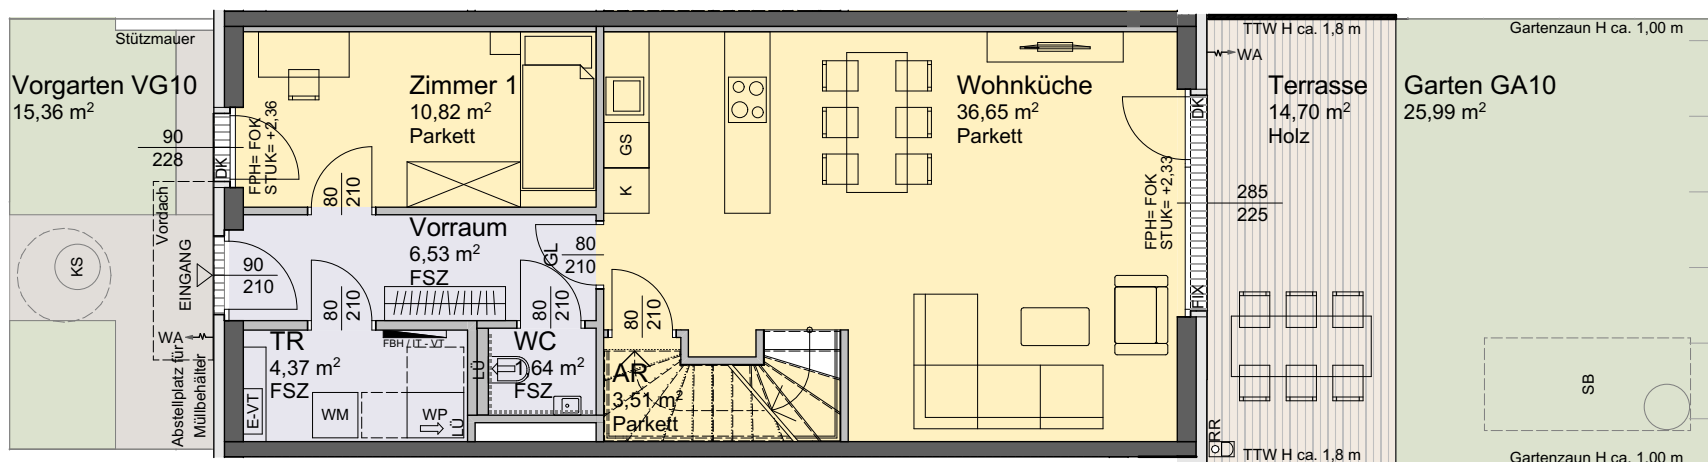 Stützmauer
Vorgarten VG10
15,36 m²
90
228
DK
FPH= FOK
STUK= +2,36
Zimmer 1
10,82 m²
Parkett
80
210
GS
K
Wohnküche
36,65 m²
Parkett
FPH= FOK
STUK= +2,33
DK
FIX
285
225
TTW H ca. 1,8 m
WA
Terrasse
14,70 m²
Holz
Gartenzaun H ca. 1,00 m
Garten GA10
25,99 m²
Vordach
EINGANG
KS
90
210
Vorraum
6,53 m²
FSZ
GL
80
210
80
210
80
210
80
210
WA
Abstellplatz für
Müllbehälter
TR
4,37 m²
FSZ
FBH / IT - VT
E-VT
WM
WP
LÜ
LÜ
WC
1,64 m²
FSZ
AR
3,51 m²
Parkett
RR
TTW H ca. 1,8 m
SB
Gartenzaun H ca. 1,00 m